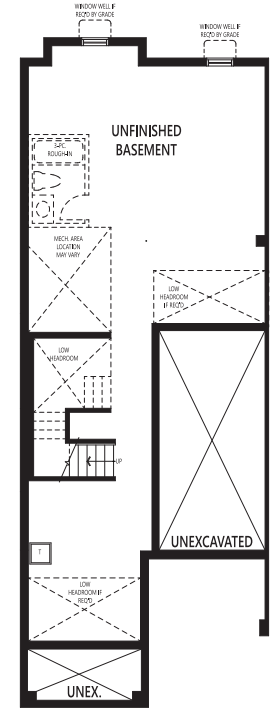 WINDOW WELL IF
REQ'D BY GRADE
WINDOW WELL IF
REQ'D BY GRADE
UNFINISHED
BASEMENT
3-PC.
ROUGH-IN
MECH. AREA
LOCATION
MAY VARY
LOW
HEADROOM
IF REQ'D
LOW
HEADROOM
UP
UNEXCAVATED
T
LOW
HEADROOM IF
REQ'D
UNEX.